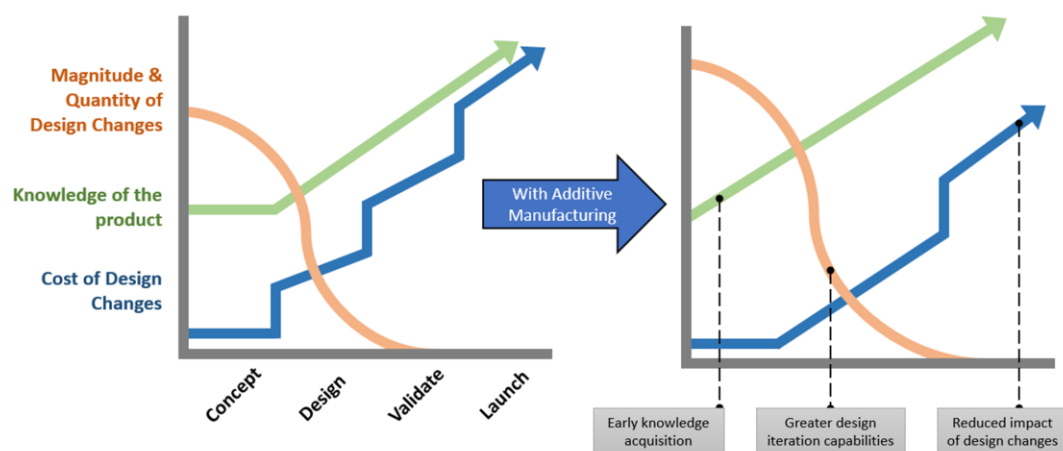 Magnitude &
Quantity of
Design Changes
Knowledge of the
product
Cost of Design
Changes
Concept
Design
Validate
Launch
With Additive
Manufacturing
Early knowledge
acquisition
Greater design
iteration capabilities
Reduced impact
of design changes